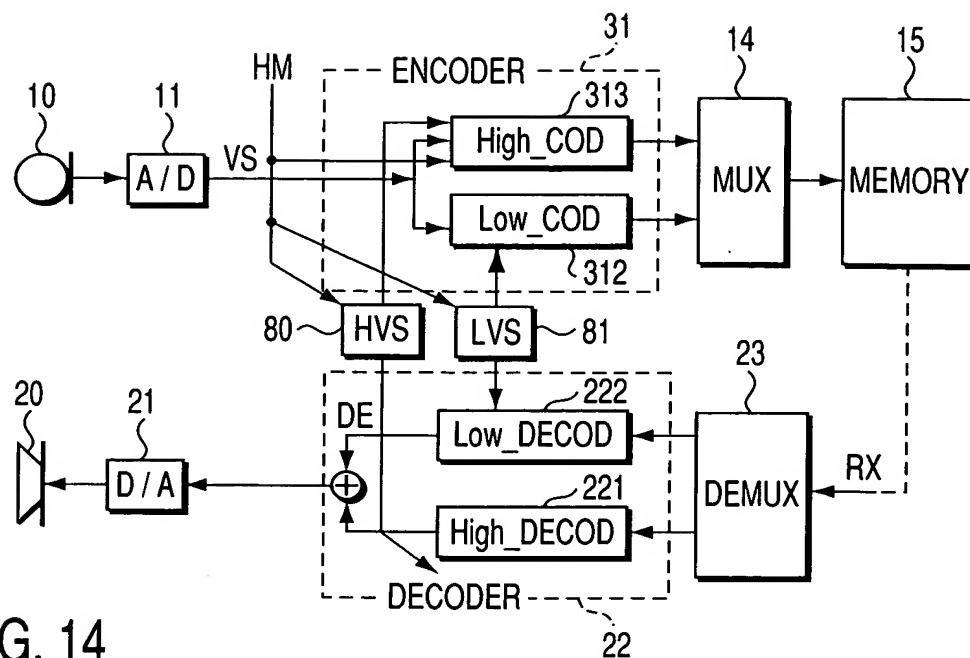 31
14
15
HM
ENCODER
10
11
313
VS
High_COD
A / D
MUX
MEMORY
Low_COD
312
80
HVS
LVS
81
23
20
21
DE
222
Low_DECOD
RX
D / A
+
221
DEMUX
High_DECOD
DECODER
22
G. 14